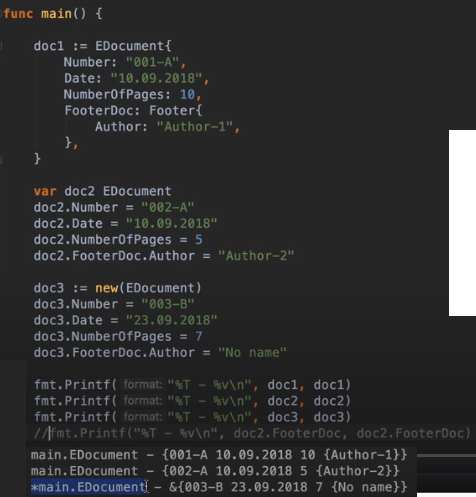 func main() {
doc1 := EDocument{
Number: "001-A",
Date: "10.09.2018",
NumberOfPages: 10,
FooterDoc: Footer{
Author: "Author-1",
},
}
var doc2 EDocument
doc2.Number = "002-A"
doc2.Date = "10.09.2018"
doc2.NumberOfPages = 5
doc2.FooterDoc.Author = "Author-2"
doc3 := new(EDocument)
doc3.Number = "003-B"
doc3.Date = "23.09.2018"
doc3.NumberOfPages = 7
doc3.FooterDoc.Author = "No name"
fmt.Printf( format: "%T - %v\n", doc1, doc1)
fmt.Printf( format: "%T - %v\n", doc2, doc2)
fmt.Printf( format: "%T - %v\n", doc3, doc3)
//fmt.Printf("%T - %v\n", doc2.FooterDoc, doc2.FooterDoc)
main.EDocument - {001-A 10.09.2018 10 {Author-1}}
main.EDocument - {002-A 10.09.2018 5 {Author-2}}
*main.EDocument - &{003-B 23.09.2018 7 {No name}}